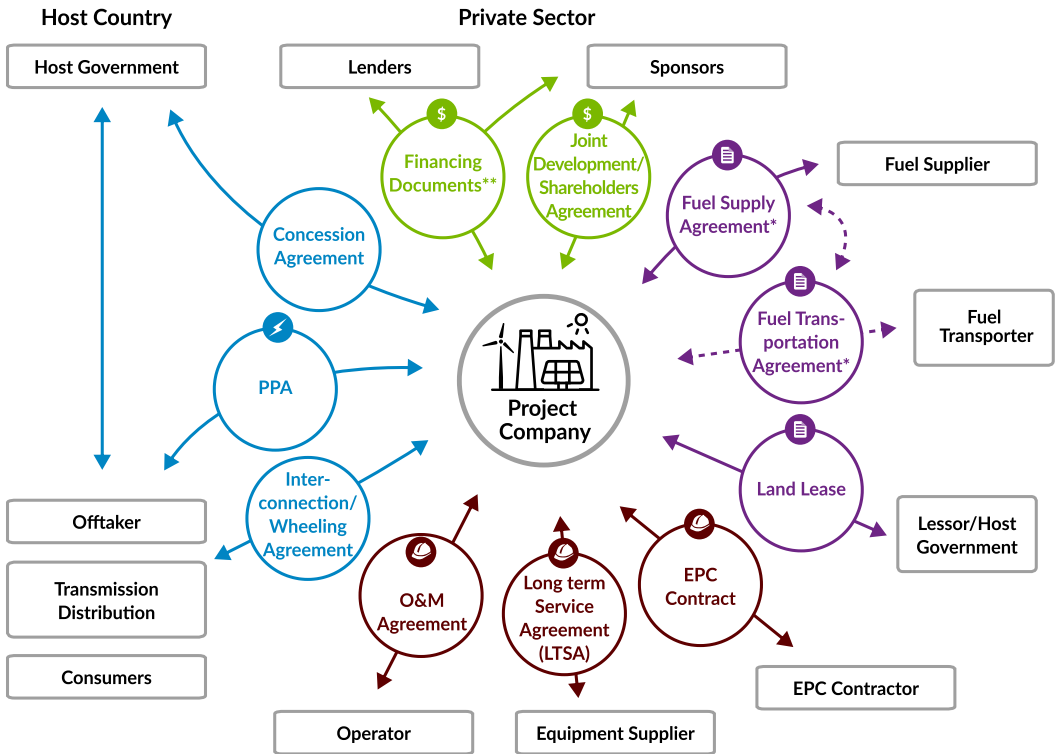 Host Country
Private Sector
Host Government
Lenders
Sponsors
$
$
Financing
Documents**
Joint
Development/
Shareholders
Agreement
Fuel Supplier
Fuel Supply
Agreement*
Concession
Agreement
Fuel Trans-
portation
Agreement*
Fuel
Transporter
PPA
Project
Company
Inter-
connection/
Wheeling
Agreement
Land Lease
Lessor/Host
Government
Offtaker
Transmission
Distribution
Consumers
O&M
Agreement
Long term
Service
Agreement
(LTSA)
EPC
Contract
EPC Contractor
Operator
Equipment Supplier